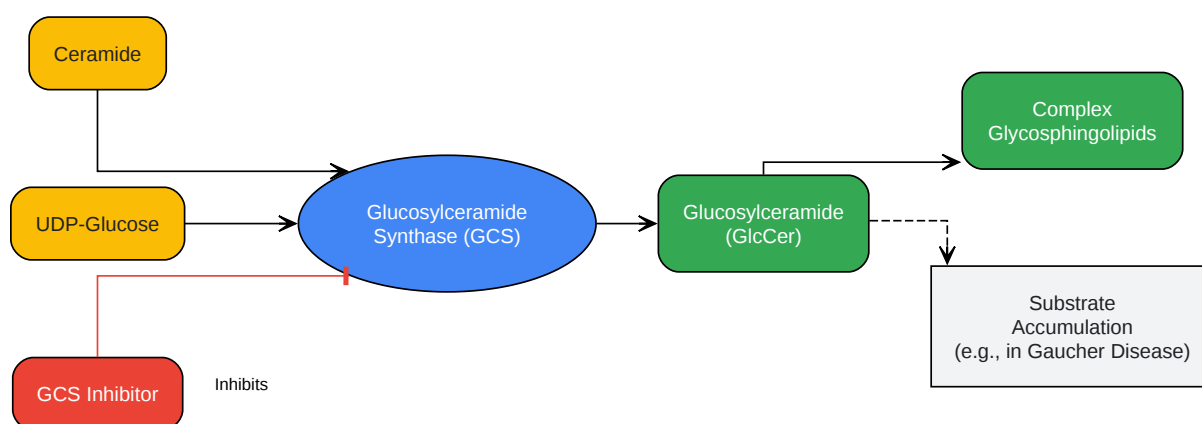 Ceramide
Complex
Glycosphingolipids
UDP-Glucose
Glucosylceramide
Synthase (GCS)
Glucosylceramide
(GlcCer)
Substrate
Accumulation
(e.g., in Gaucher Disease)
GCS Inhibitor
Inhibits